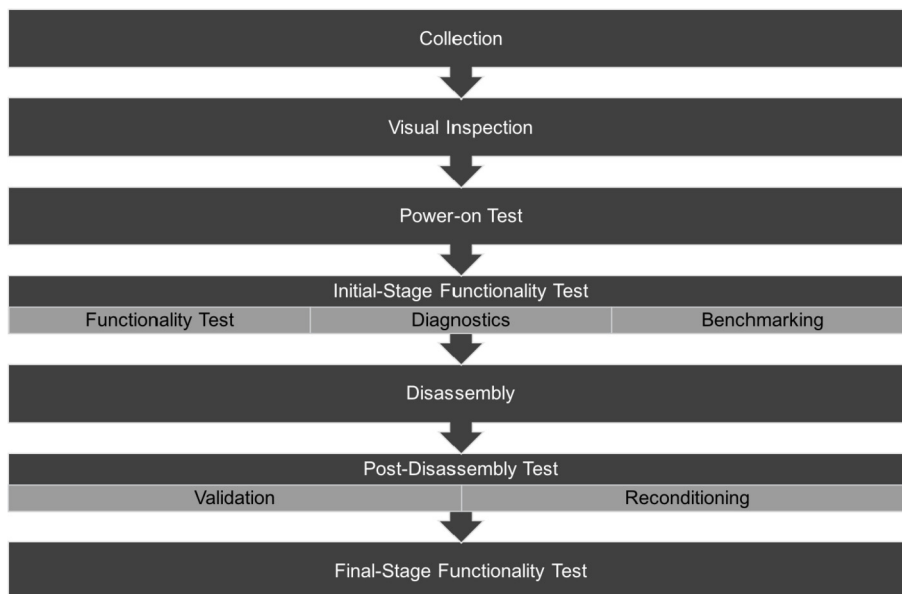 Collection
Visual Inspection
Power-on Test
Initial-Stage Functionality Test
Functionality Test
Diagnostics
Benchmarking
Disassembly
Post-Disassembly Test
Validation
Reconditioning
Final-Stage Functionality Test